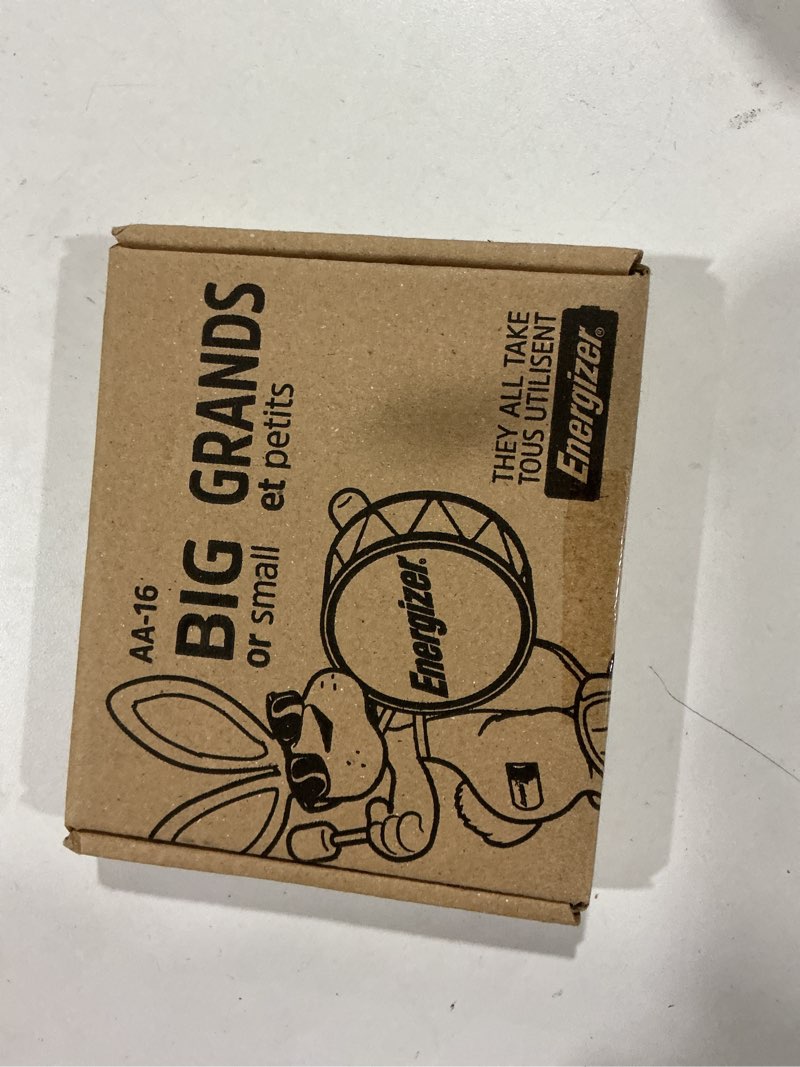 AA-16
BIG GRANDS
or small et petits
THEY ALL TAKE
TOUS UTILISENT
Energizer®
Energizer.